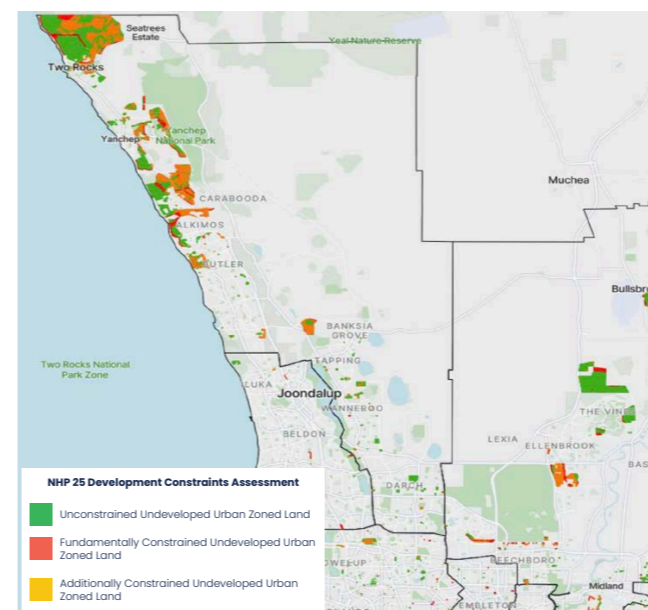 Seatrees
Estate
Yeal Nature Reserve
Two Rocks
Yanchep
Yanchep
National Park
Muchea
CARABOODA
ALKIMOS
BUTLER
Bullsbr
BANKSIA
GROVE
Two Rocks National
Park Zone
TAPPING
LUKA
Joondalup
WANNEROO
THE VINES
BELDON
LEXIA
ELLENBROOK
BAS
DARCH
NHP 25 Development Constraints Assessment
Unconstrained Undeveloped Urban Zoned Land
Fundamentally Constrained Undeveloped Urban
Zoned Land
Additionally Constrained Undeveloped Urban
Zoned Land
OWELUP
BEECHBORO
Midland
EMBLETON